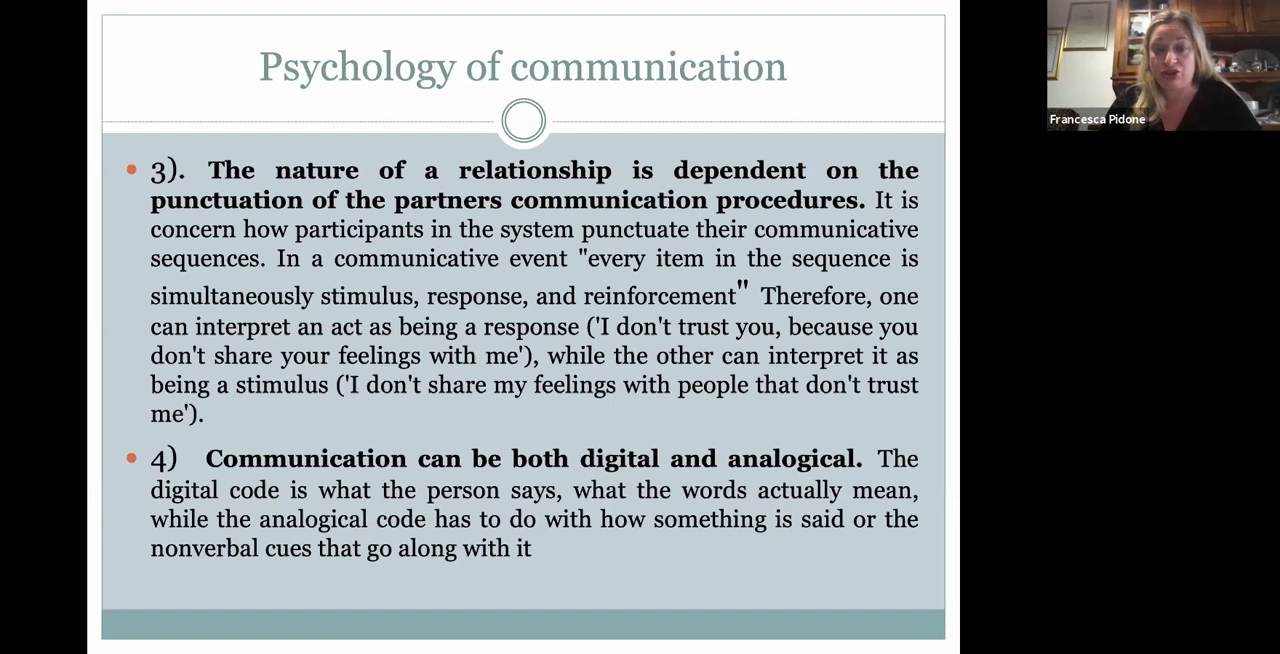 Psychology of communication
• 3). The nature of a relationship is dependent on the
punctuation of the partners communication procedures. It is
concern how participants in the system punctuate their communicative
sequences. In a communicative event "every item in the sequence is
simultaneously stimulus, response, and reinforcement" Therefore, one
can interpret an act as being a response ('I don't trust you, because you
don't share your feelings with me'), while the other can interpret it as
being a stimulus ('I don't share my feelings with people that don't trust
me').
• 4) Communication can be both digital and analogical. The
digital code is what the person says, what the words actually mean,
while the analogical code has to do with how something is said or the
nonverbal cues that go along with it
Francesca Pidone